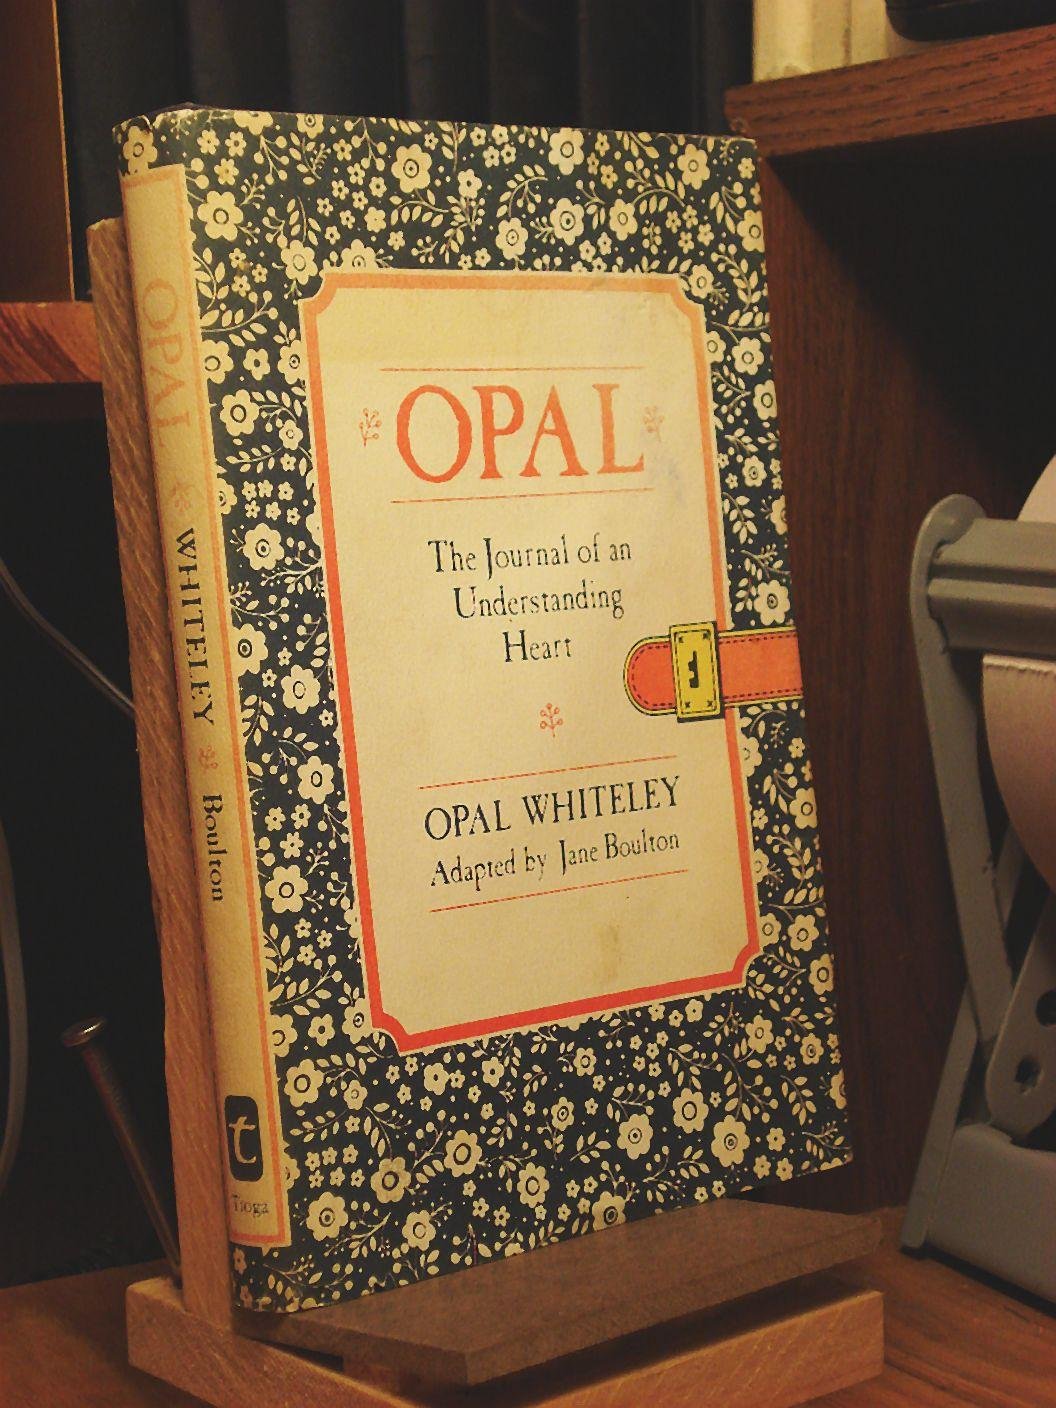 OPAL
The Journal of an
Understanding
Heart
OPAL WHITELEY
Adapted by Jane Boulton
OPAL WHITELEY Boulton
t
Tioga